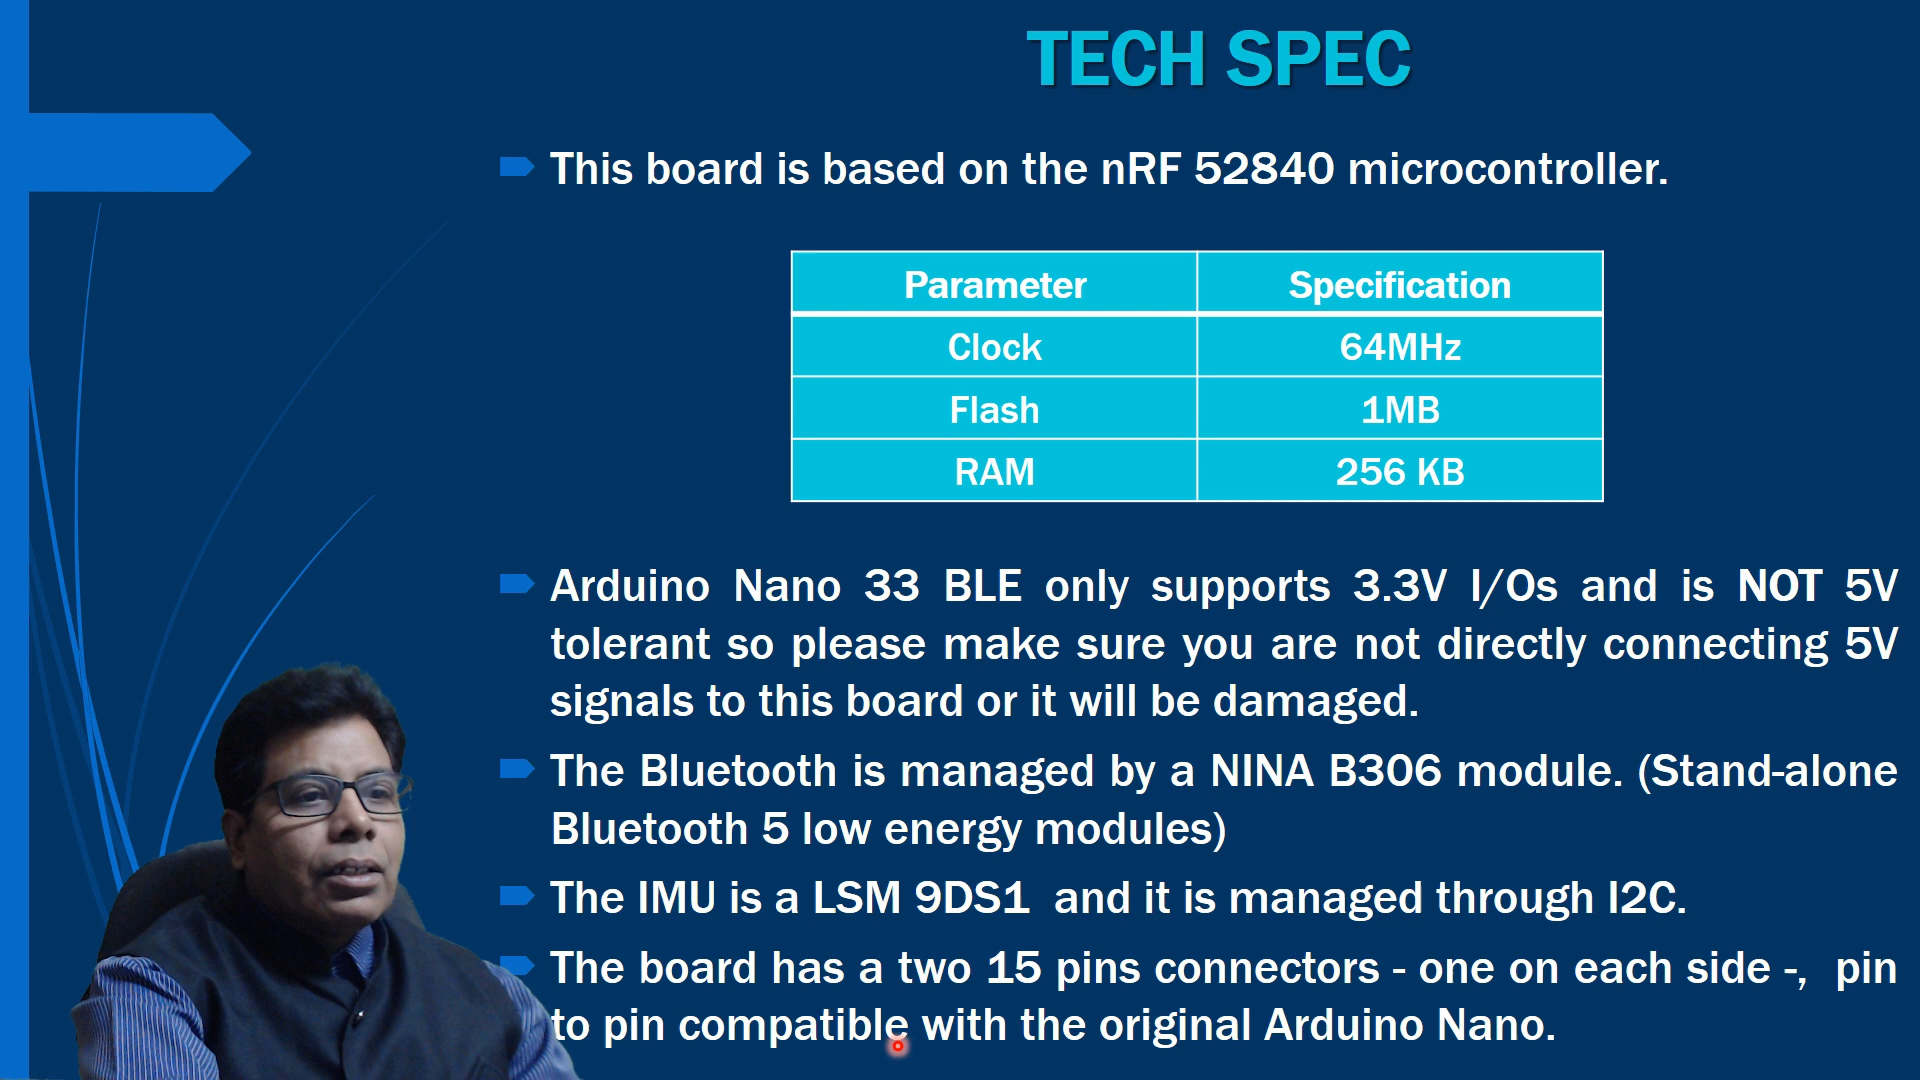 TECH SPEC
This board is based on the nRF 52840 microcontroller.
Parameter Specification
Clock 64MHz
Flash 1MB
RAM 256 KB
Arduino Nano 33 BLE only supports 3.3V I/Os and is NOT 5V
tolerant so please make sure you are not directly connecting 5V
signals to this board or it will be damaged.
The Bluetooth is managed by a NINA B306 module. (Stand-alone
Bluetooth 5 low energy modules)
The IMU is a LSM 9DS1 and it is managed through I2C.
The board has a two 15 pins connectors - one on each side -, pin
to pin compatible with the original Arduino Nano.